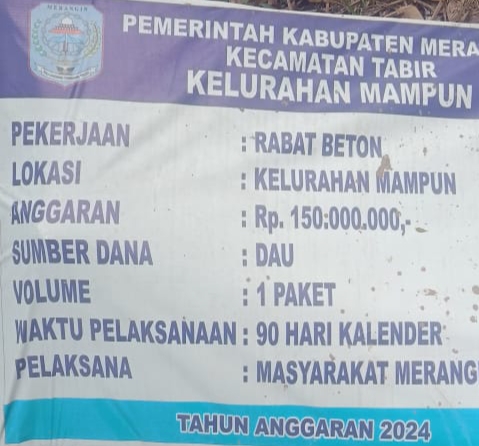 MERANGIN
PEMERINTAH KABUPATEN MERA
KECAMATAN TABIR
KELURAHAN MAMPUN
PEKERJAAN : RABAT BETON
LOKASI : KELURAHAN MAMPUN
ANGGARAN : Rp. 150.000.000,-
SUMBER DANA : DAU
VOLUME : 1 PAKET
WAKTU PELAKSANAAN : 90 HARI KALENDER
PELAKSANA : MASYARAKAT MERANG
TAHUN ANGGARAN 2024